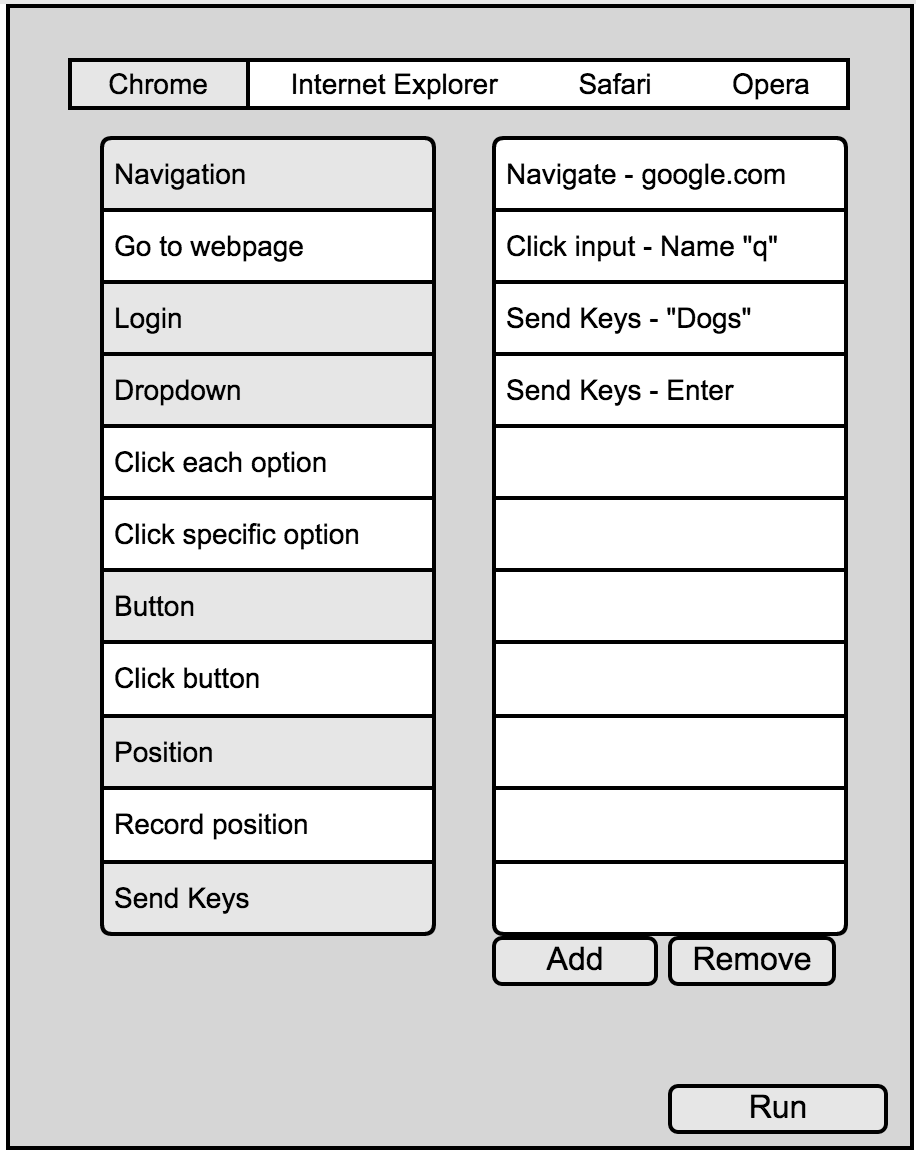 Chrome Internet Explorer Safari Opera
Navigation
Go to webpage
Login
Dropdown
Click each option
Click specific option
Button
Click button
Position
Record position
Send Keys
Navigate - google.com
Click input - Name "q"
Send Keys - "Dogs"
Send Keys - Enter
Add Remove
Run